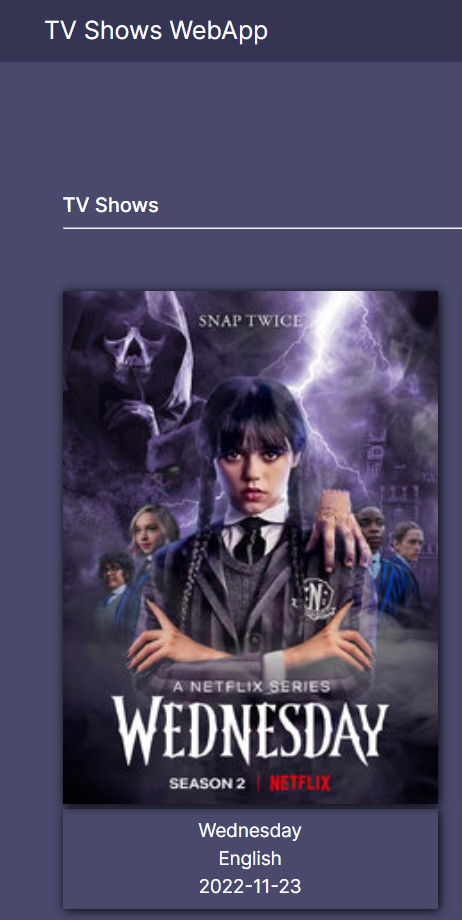 TV Shows WebApp
TV Shows
SNAP TWICE
N
A NETFLIX SERIES
WEDNESDAY
SEASON 2 | NETFLIX
Wednesday
English
2022-11-23